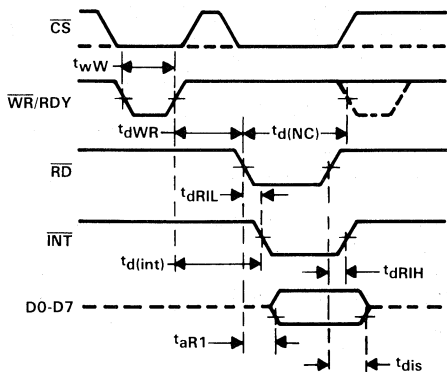 CS
twW
WR/RDY
tdWR
td(NC)
RD
tdRIL
INT
td(int)
tdRIH
D0-D7
taR1
tdis